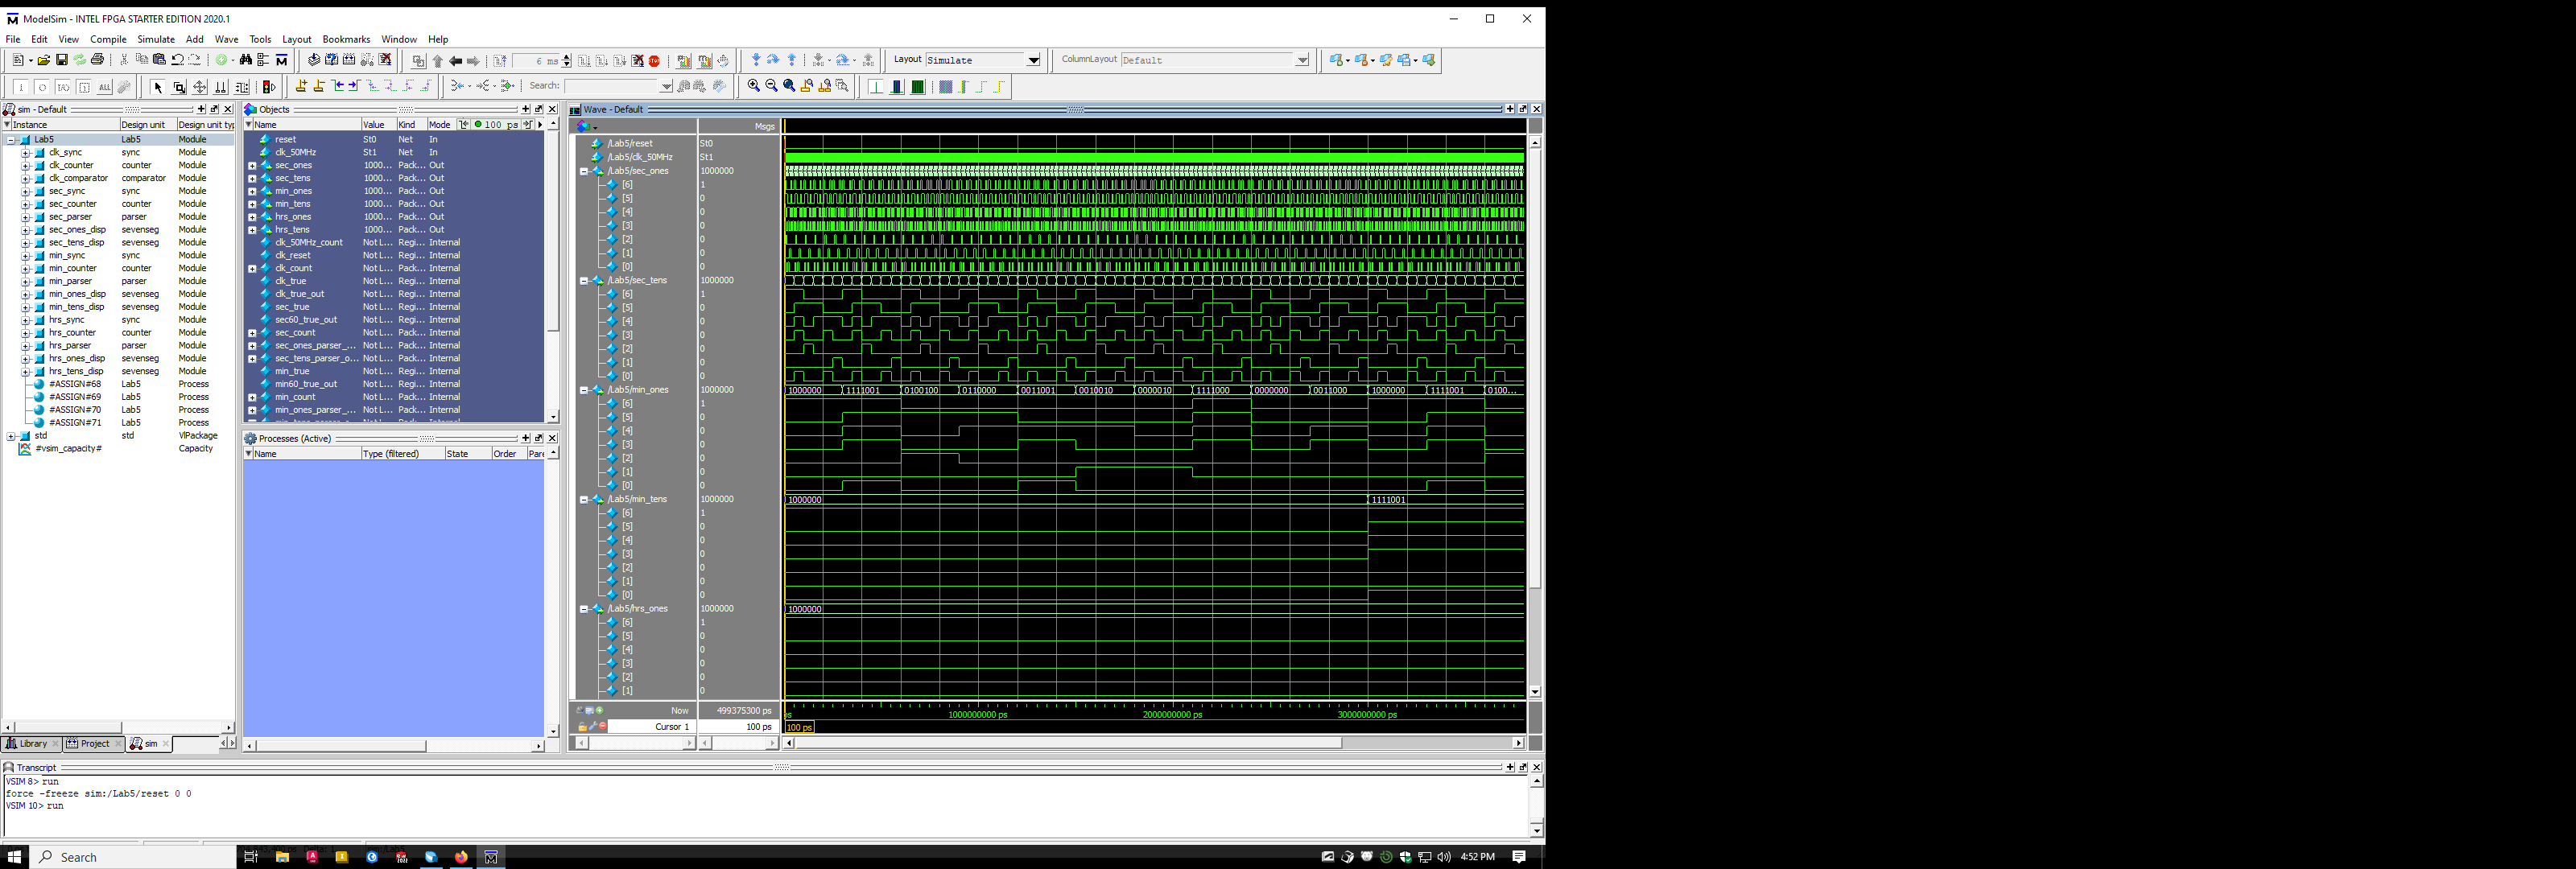 ModelSim - INTEL FPGA STARTER EDITION 2020.1
File Edit View Compile Simulate Add Wave Tools Layout Bookmarks Window Help
6 ms Layout Simulate ColumnLayout Default
ALL Search:
sim - Default
Instance Design unit Design unit typ
Lab5 Lab5 Module
clk_sync sync Module
clk_counter counter Module
clk_comparator comparator Module
sec_sync sync Module
sec_counter counter Module
sec_parser parser Module
sec_ones_disp sevenseg Module
sec_tens_disp sevenseg Module
min_sync sync Module
min_counter counter Module
min_parser parser Module
min_ones_disp sevenseg Module
min_tens_disp sevenseg Module
hrs_sync sync Module
hrs_counter counter Module
hrs_parser parser Module
hrs_ones_disp sevenseg Module
hrs_tens_disp sevenseg Module
#ASSIGN#68 Lab5 Process
#ASSIGN#69 Lab5 Process
#ASSIGN#70 Lab5 Process
#ASSIGN#71 Lab5 Process
std std VlPackage
#vsim_capacity# Capacity
Library Project sim
Objects
Name Value Kind Mode 100 ps
reset St0 Net In
clk_50MHz St1 Net In
sec_ones 1000... Pack... Out
sec_tens 1000... Pack... Out
min_ones 1000... Pack... Out
min_tens 1000... Pack... Out
hrs_ones 1000... Pack... Out
hrs_tens 1000... Pack... Out
clk_50MHz_count Not L... Regi... Internal
clk_reset Not L... Regi... Internal
clk_count Not L... Pack... Internal
clk_true Not L... Regi... Internal
clk_true_out Not L... Regi... Internal
sec_true Not L... Regi... Internal
sec60_true_out Not L... Regi... Internal
sec_count Not L... Pack... Internal
sec_ones_parser_... Not L... Pack... Internal
sec_tens_parser_o... Not L... Pack... Internal
min_true Not L... Regi... Internal
min60_true_out Not L... Regi... Internal
min_count Not L... Pack... Internal
min_ones_parser_... Not L... Pack... Internal
Processes (Active)
Name Type (filtered) State Order Pare
Wave - Default
Msgs
/Lab5/reset St0
/Lab5/clk_50MHz St1
/Lab5/sec_ones 1000000
[6] 1
[5] 0
[4] 0
[3] 0
[2] 0
[1] 0
[0] 0
/Lab5/sec_tens 1000000
[6] 1
[5] 0
[4] 0
[3] 0
[2] 0
[1] 0
[0] 0
/Lab5/min_ones 1000000 1000000 1111001 0100100 0110000 0011001 0010010 0000010 1111000 0000000 0011000 1000000 1111001 0100...
[6] 1
[5] 0
[4] 0
[3] 0
[2] 0
[1] 0
[0] 0
/Lab5/min_tens 1000000 1000000 1111001
[6] 1
[5] 0
[4] 0
[3] 0
[2] 0
[1] 0
[0] 0
/Lab5/hrs_ones 1000000 1000000
[6] 1
[5] 0
[4] 0
[3] 0
[2] 0
[1] 0
Now 499375300 ps ps 1000000000 ps 2000000000 ps 3000000000 ps
Cursor 1 100 ps 100 ps
Transcript
VSIM 8> run
force -freeze sim:/Lab5/reset 0 0
VSIM 10> run
Search
4:52 PM